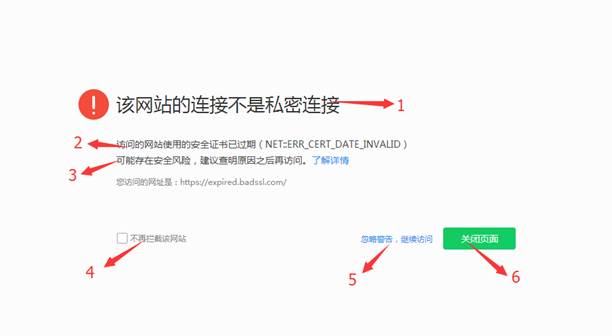 该网站的连接不是私密连接
1
2
访问的网站使用的安全证书已过期（NET::ERR_CERT_DATE_INVALID）
3
可能存在安全风险，建议查明原因之后再访问。了解详情
您访问的网址是：https://expired.badssl.com/
不再拦截该网站
忽略警告，继续访问
关闭页面
4
5
6